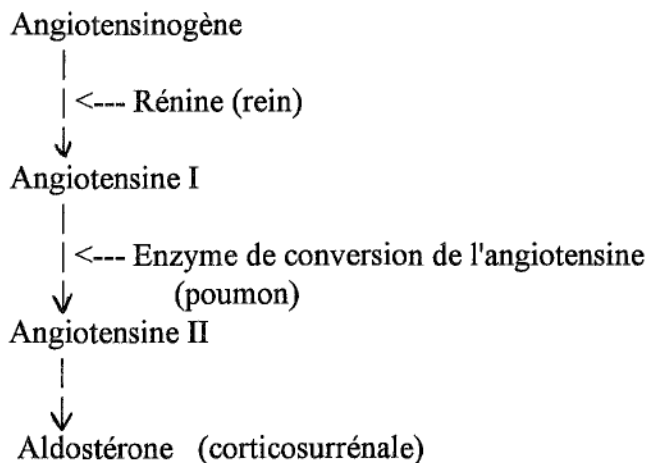 Angiotensinogène
<--- Rénine (rein)
Angiotensine I
<--- Enzyme de conversion de l'angiotensine
(poumon)
Angiotensine II
Aldostérone (corticosurrénale)